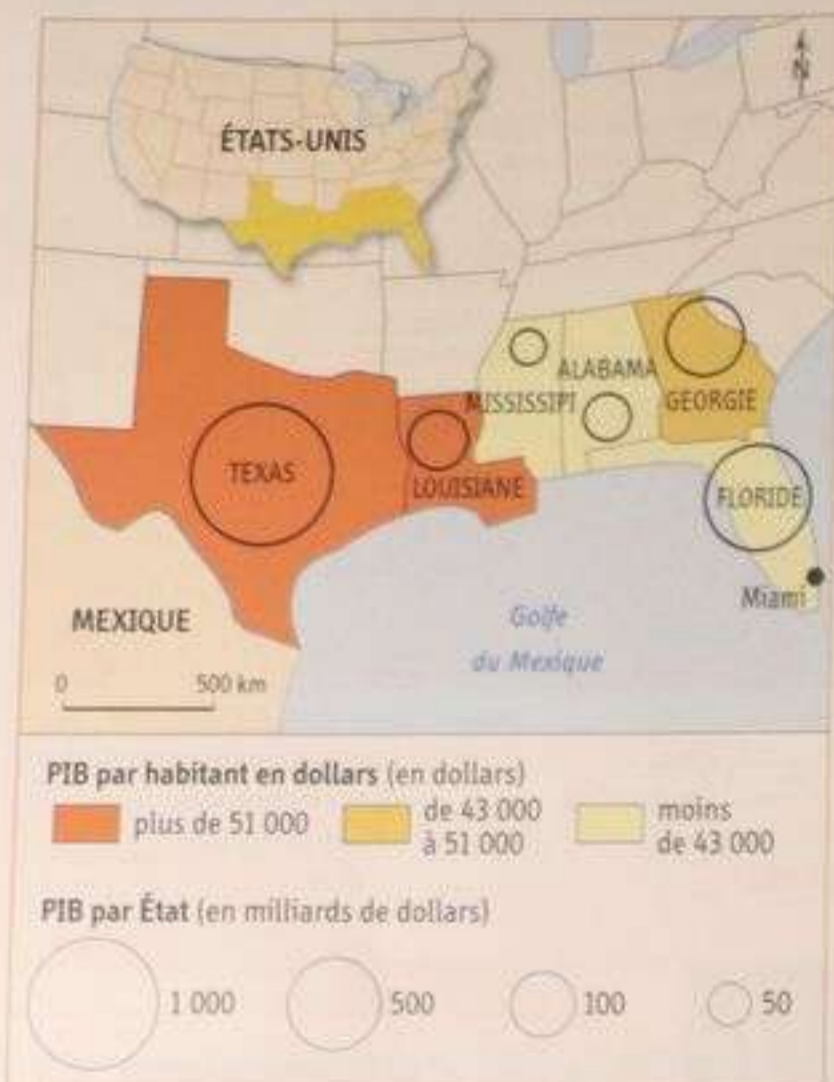 N
ÉTATS-UNIS
ALABAMA
MISSISSIPI
GEORGIE
TEXAS
LOUISIANE
FLORIDE
Miami
MEXIQUE
Golfe
du Mexique
0 500 km
PIB par habitant en dollars (en dollars)
plus de 51 000
de 43 000
à 51 000
moins
de 43 000
PIB par État (en milliards de dollars)
1 000 500 100 50